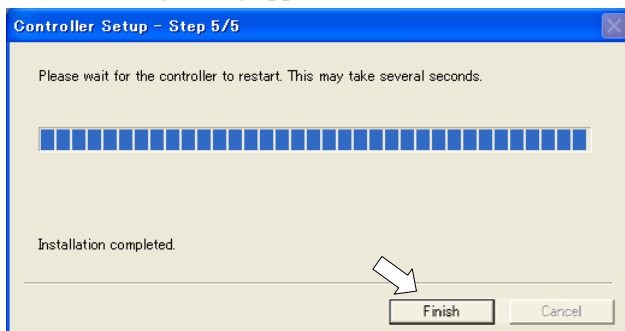 Controller Setup - Step 5/5
Please wait for the controller to restart. This may take several seconds.
Installation completed.
Finish
Cancel